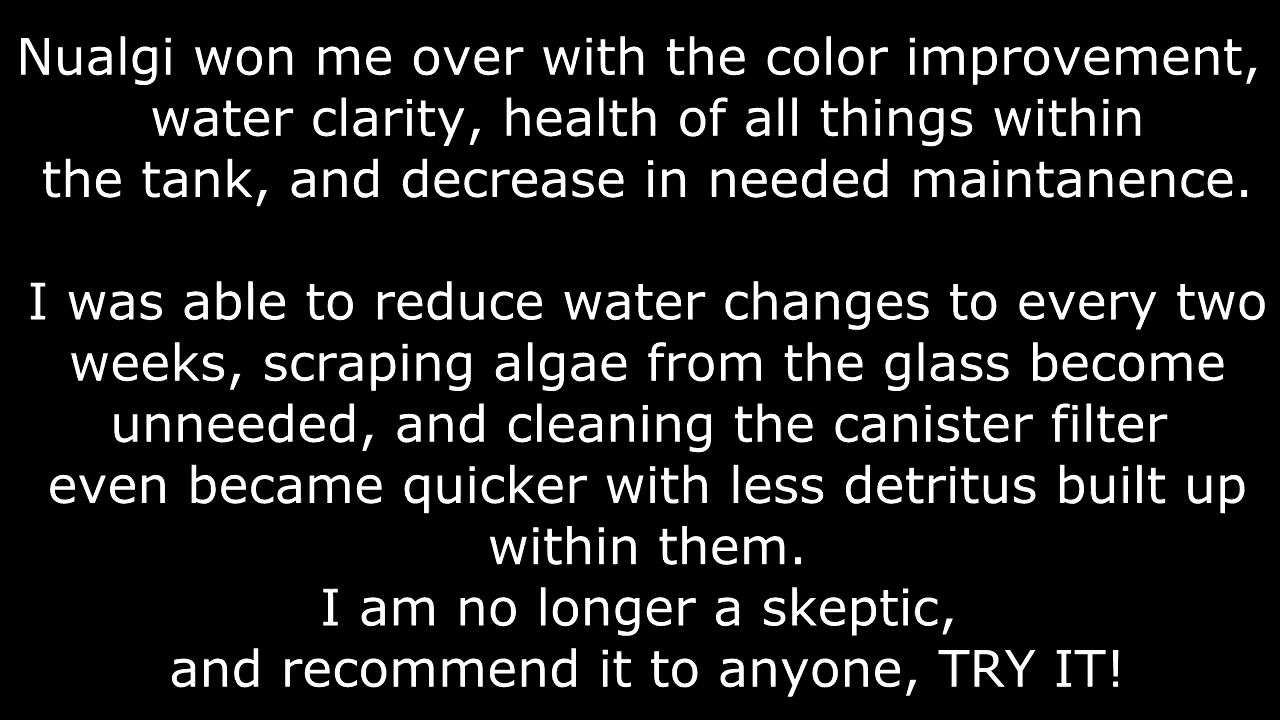 Nualgi won me over with the color improvement,
water clarity, health of all things within
the tank, and decrease in needed maintanence.
I was able to reduce water changes to every two
weeks, scraping algae from the glass become
unneeded, and cleaning the canister filter
even became quicker with less detritus built up
within them.
I am no longer a skeptic,
and recommend it to anyone, TRY IT!